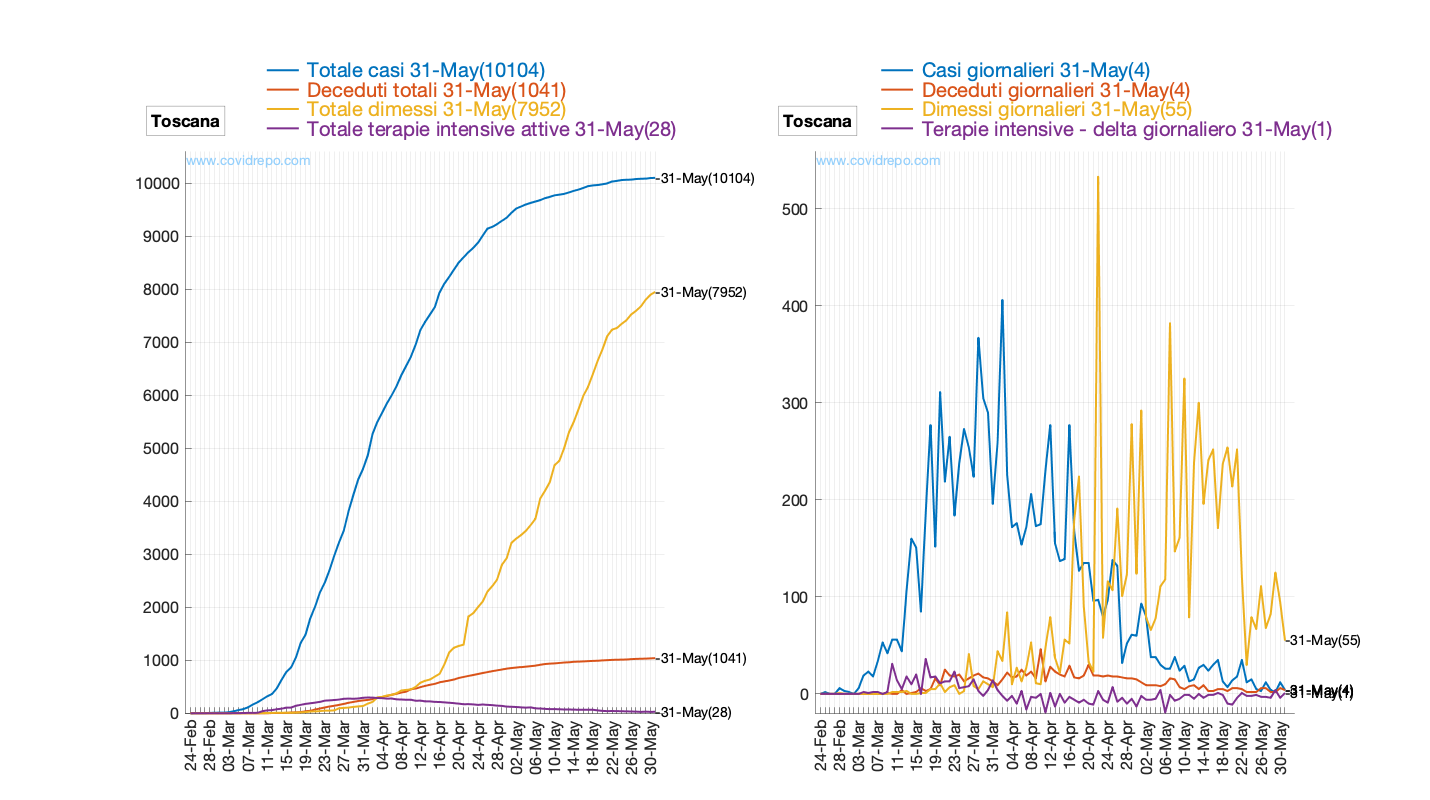 Totale casi 31-May(10104)
Deceduti totali 31-May(1041)
Totale dimessi 31-May(7952)
Totale terapie intensive attive 31-May(28)
Toscana
www.covidrepo.com
10000
9000
8000
7000
6000
5000
4000
3000
2000
1000
0
31-May(10104)
31-May(7952)
31-May(1041)
31-May(28)
24-Feb
28-Feb
03-Mar
07-Mar
11-Mar
15-Mar
19-Mar
23-Mar
27-Mar
31-Mar
04-Apr
08-Apr
12-Apr
16-Apr
20-Apr
24-Apr
28-Apr
02-May
06-May
10-May
14-May
18-May
22-May
26-May
30-May
Casi giornalieri 31-May(4)
Deceduti giornalieri 31-May(4)
Dimessi giornalieri 31-May(55)
Terapie intensive - delta giornaliero 31-May(1)
Toscana
www.covidrepo.com
500
400
300
200
100
0
31-May(55)
31-May(4)
31-May(1)
24-Feb
28-Feb
03-Mar
07-Mar
11-Mar
15-Mar
19-Mar
23-Mar
27-Mar
31-Mar
04-Apr
08-Apr
12-Apr
16-Apr
20-Apr
24-Apr
28-Apr
02-May
06-May
10-May
14-May
18-May
22-May
26-May
30-May